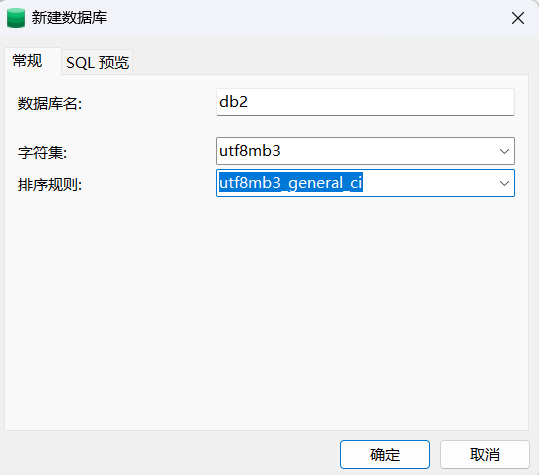 新建数据库
常规 SQL 预览
数据库名: db2
字符集: utf8mb3
排序规则: utf8mb3_general_ci
确定 取消